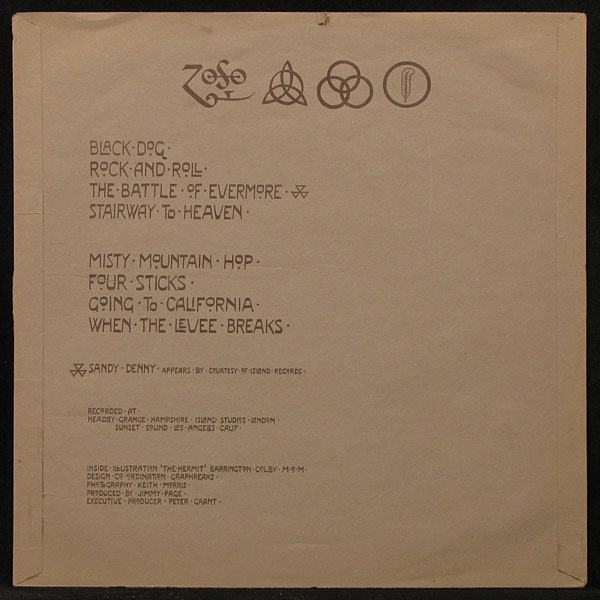 ZOSO
BLACK·DOG·
ROCK·AND·ROLL·
THE·BATTLE·OF·EVERMORE·
STAIRWAY·TO·HEAVEN·
MISTY·MOUNTAIN·HOP·
FOUR·STICKS·
GOING·TO·CALIFORNIA·
WHEN·THE·LEVEE·BREAKS·
SANDY·DENNY·APPEARS·BY·COURTESY·OF·ISLAND·RECORDS·
RECORDED·AT·
HEADLEY·GRANGE·HAMPSHIRE·ISLAND·STUDIOS·LONDON·
SUNSET·SOUND·LOS·ANGELES·CALIF·
INSIDE·ILLUSTRATION·'THE·HERMIT'·BARRINGTON·COLBY·M·O·M·
DESIGN·CO·ORDINATION·GRAPHREAKS·
PHOTOGRAPHY·KEITH·MORRIS·
PRODUCED·BY·JIMMY·PAGE·
EXECUTIVE·PRODUCER·PETER·GRANT·